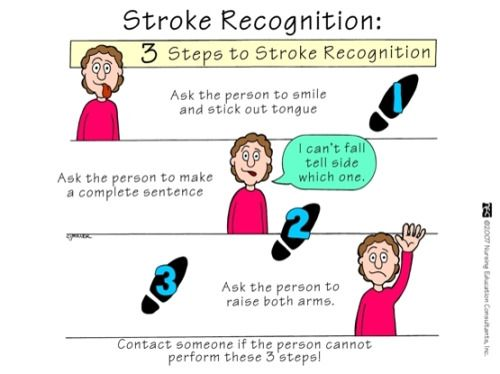 Stroke Recognition:
3 Steps to Stroke Recognition
Ask the person to smile
and stick out tongue
1
I can't fall
tell side
which one.
Ask the person to make
a complete sentence
2
CJMILLER
3
Ask the person to
raise both arms.
Contact someone if the person cannot
perform these 3 steps!
©2007 Nursing Education Consultants, Inc.